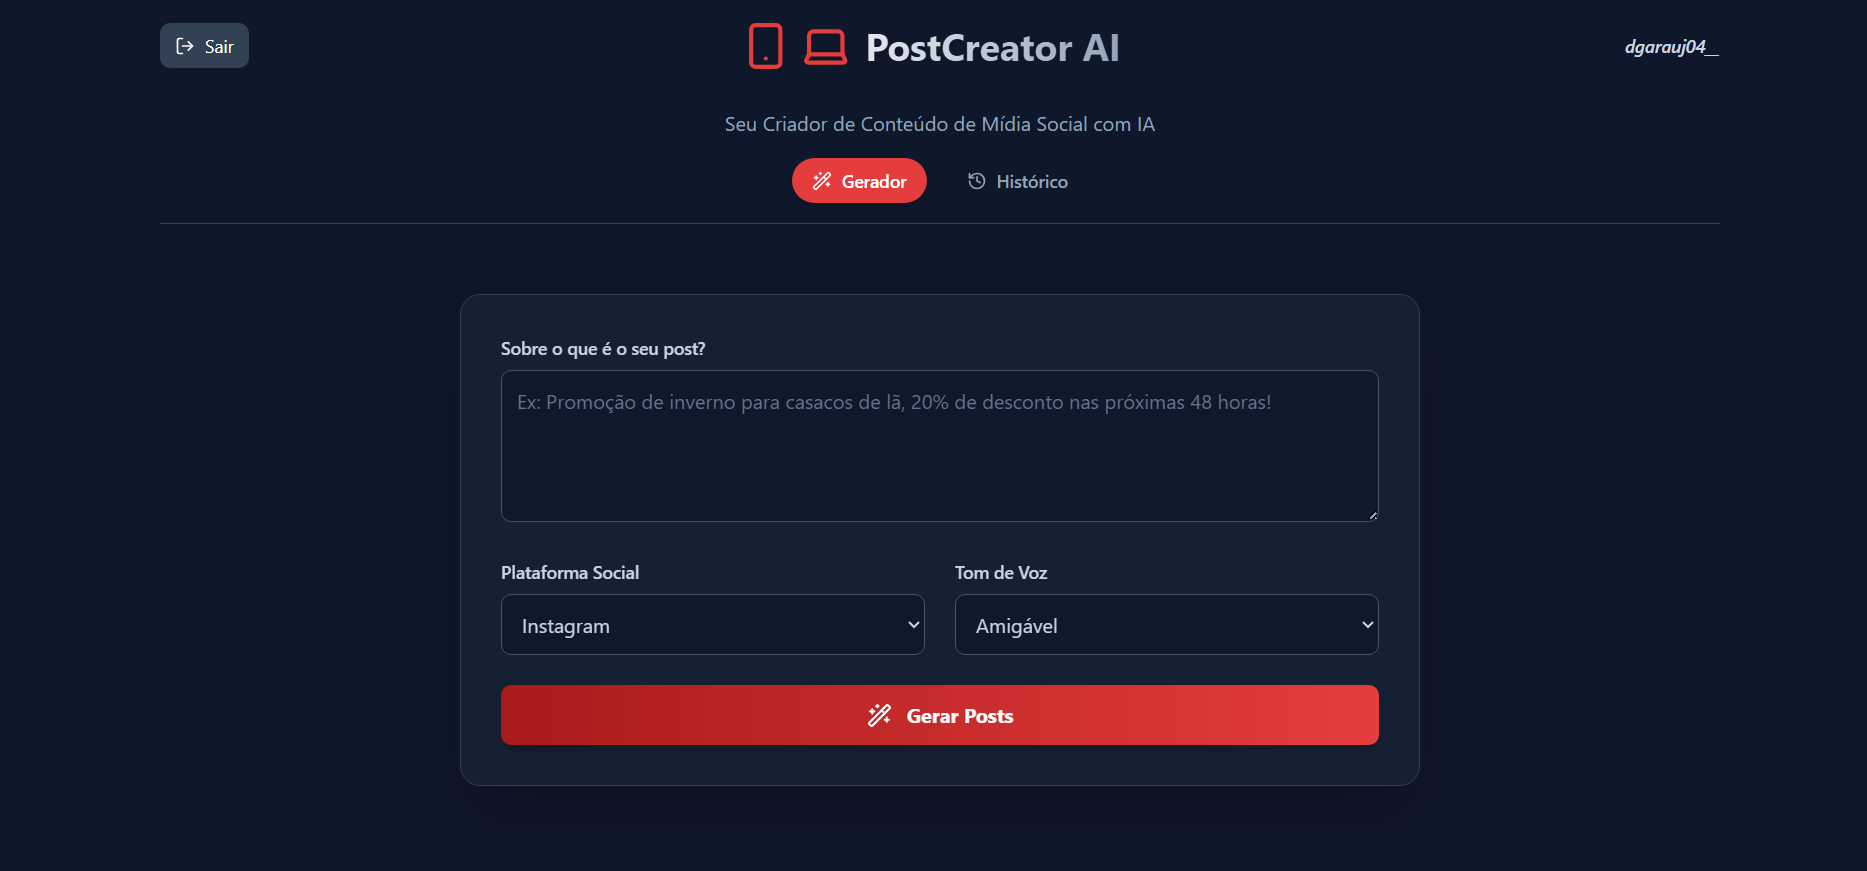 Sair
PostCreator AI
dgarauj04__
Seu Criador de Conteúdo de Mídia Social com IA
Gerador
Histórico
Sobre o que é o seu post?
Ex: Promoção de inverno para casacos de lã, 20% de desconto nas próximas 48 horas!
Plataforma Social
Tom de Voz
Instagram
Amigável
Gerar Posts